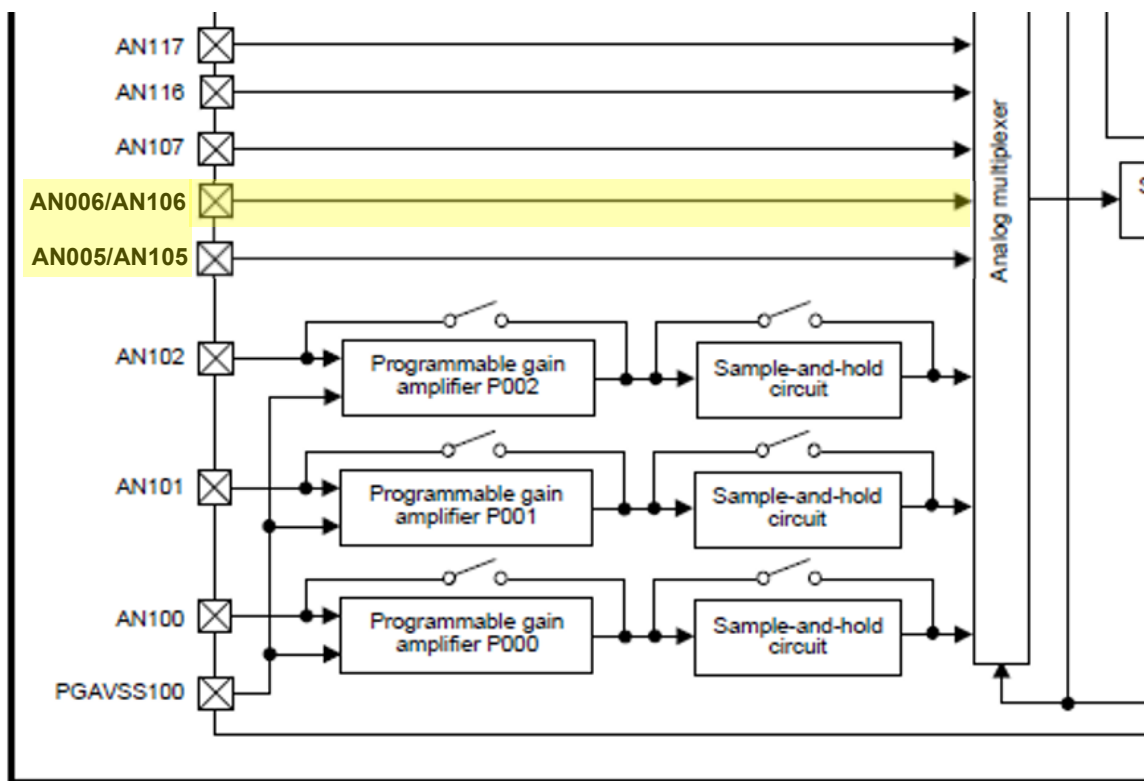 AN117
AN116
AN107
AN006/AN106
AN005/AN105
AN102
Programmable gain
amplifier P002
Sample-and-hold
circuit
AN101
Programmable gain
amplifier P001
Sample-and-hold
circuit
AN100
Programmable gain
amplifier P000
Sample-and-hold
circuit
PGAVSS100
Analog multiplexer